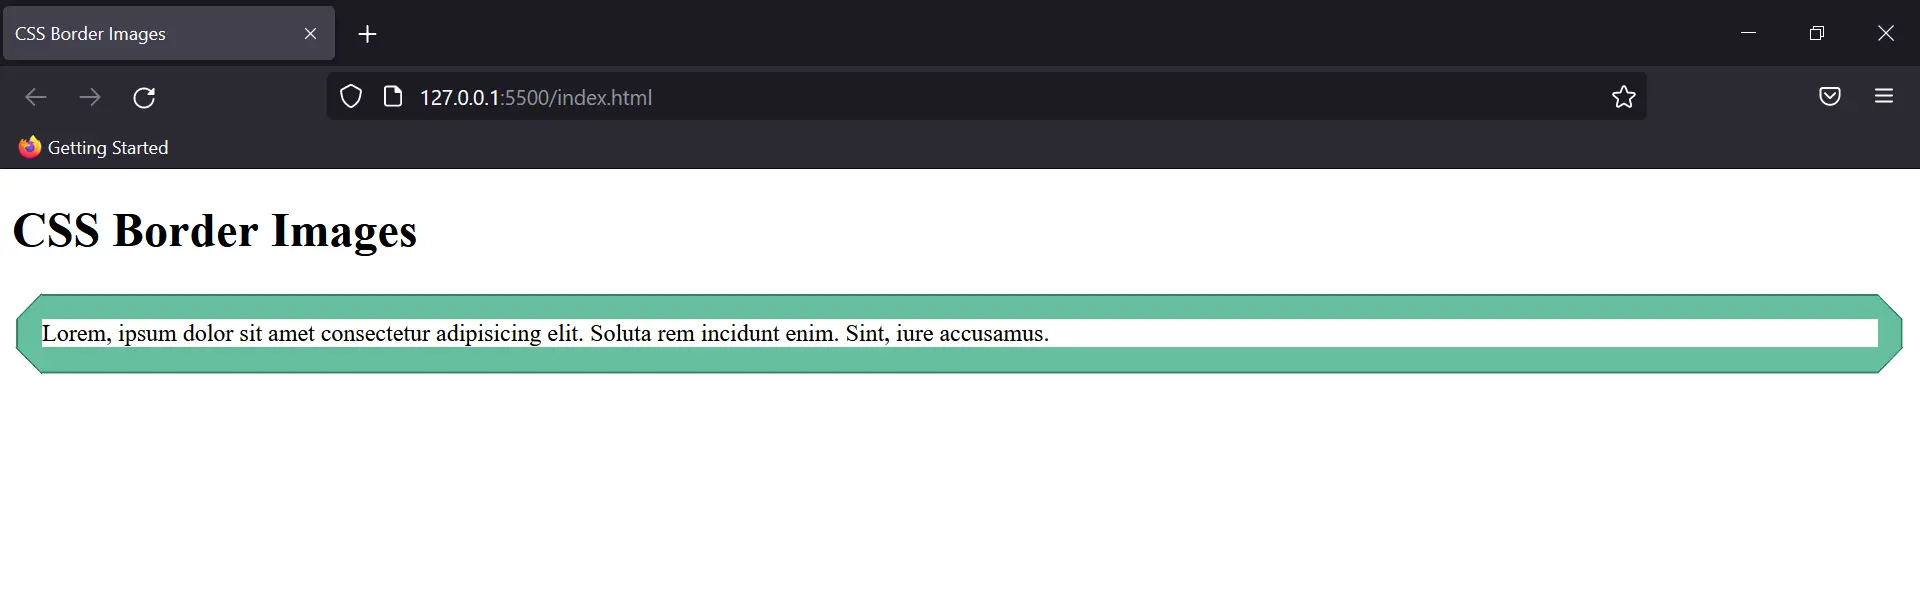 CSS Border Images
127.0.0.1:5500/index.html
Getting Started
CSS Border Images
Lorem, ipsum dolor sit amet consectetur adipisicing elit. Soluta rem incidunt enim. Sint, iure accusamus.